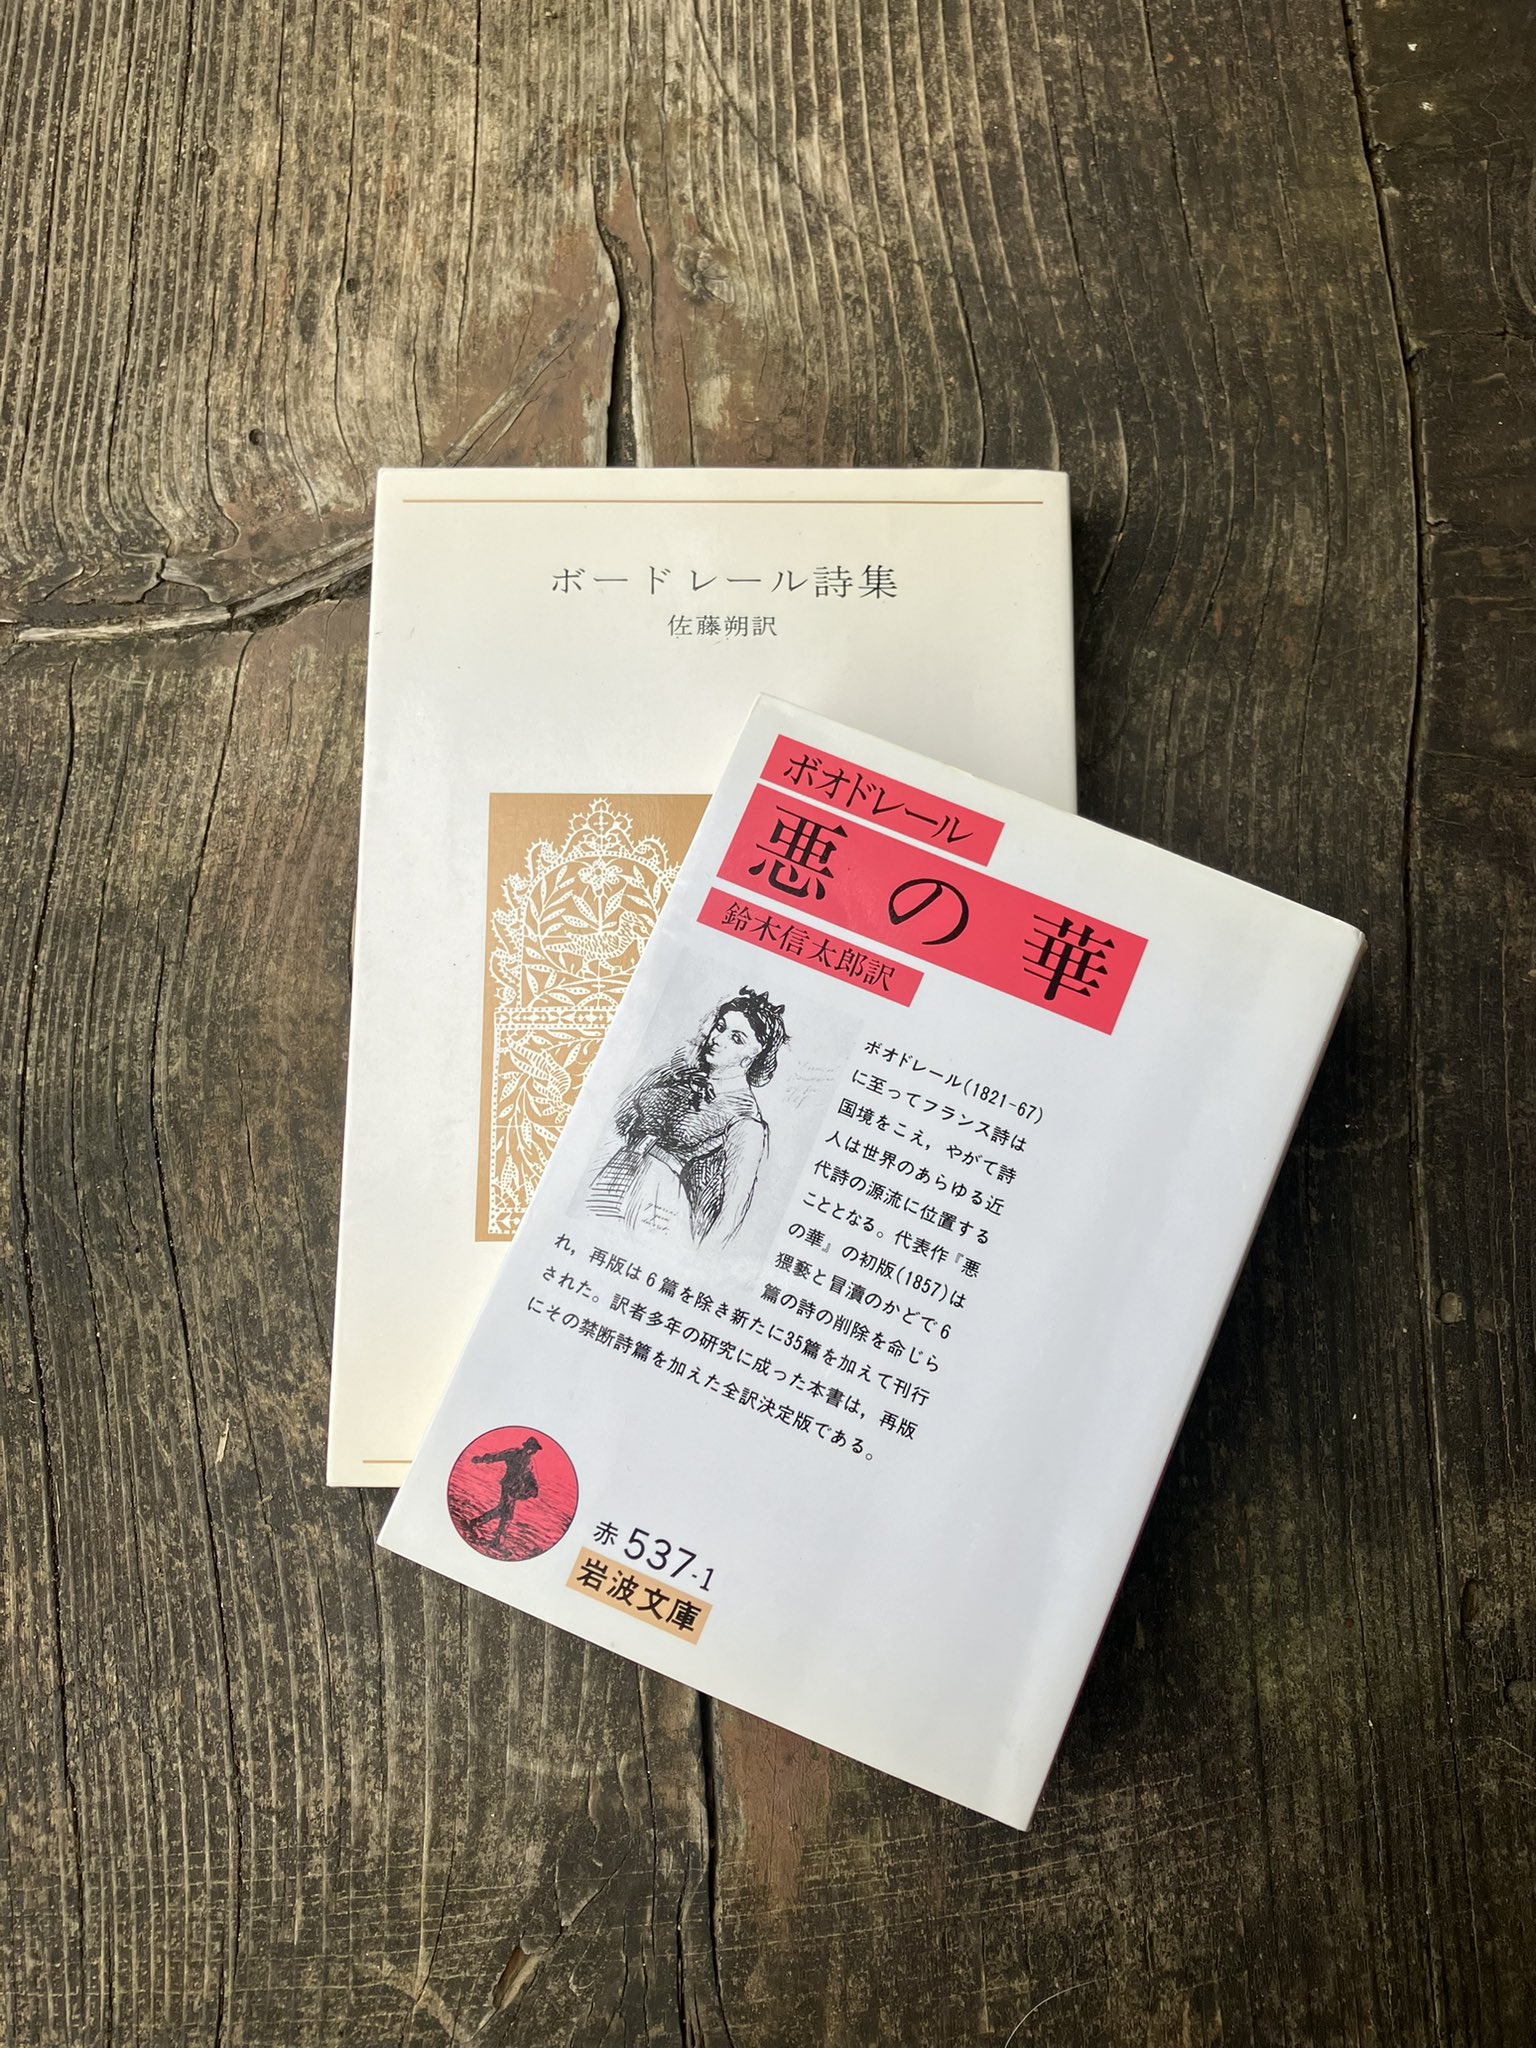 ボードレール詩集
佐藤朔訳
ボオドレール
悪の華
鈴木信太郎訳
ボオドレール(1821-67)
に至ってフランス詩は
国境をこえ，やがて詩
人は世界のあらゆる近
代詩の源流に位置する
こととなる。代表作『悪
の華』の初版(1857)は
猥褻と冒瀆のかどで6
篇の詩の削除を命じら
れ，再版は6篇を除き新たに35篇を加えて刊行
された。訳者多年の研究に成った本書は，再版
にその禁断詩篇を加えた全訳決定版である。
赤537-1
岩波文庫